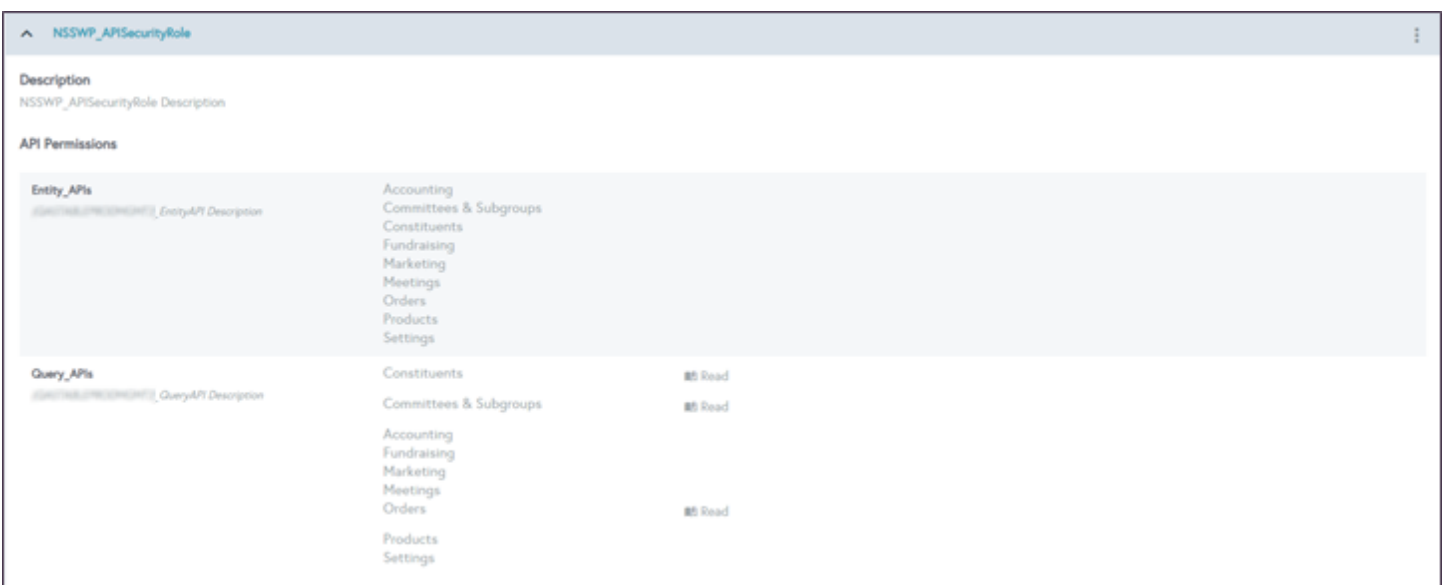 NSSWP_APISecurityRole
Description
NSSWP_APISecurityRole Description
API Permissions
Entity_APIs
_EntityAPI Description
Accounting
Committees & Subgroups
Constituents
Fundraising
Marketing
Meetings
Orders
Products
Settings
Query_APIs
_QueryAPI Description
Constituents Read
Committees & Subgroups Read
Accounting
Fundraising
Marketing
Meetings
Orders Read
Products
Settings